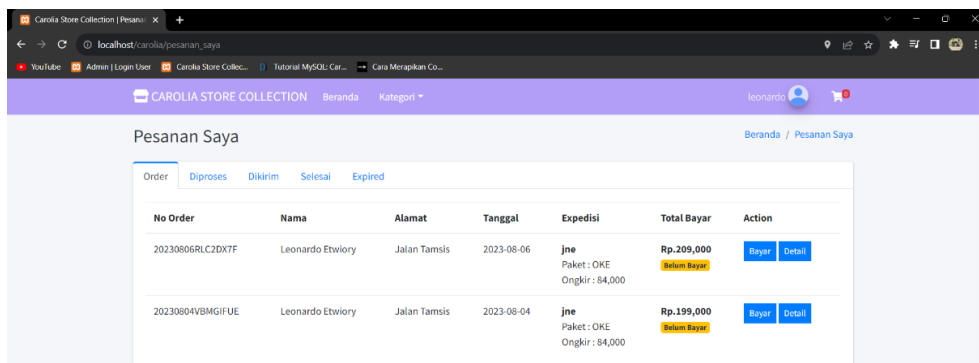 Carolia Store Collection | Pesanan
localhost/carolia/pesanan_saya
YouTube Admin | Login User Carolia Store Collec... Tutorial MySQL: Car... Cara Merapikan Co...
CAROLIA STORE COLLECTION Beranda Kategori leonardo 0
Pesanan Saya Beranda / Pesanan Saya
Order Diproses Dikirim Selesai Expired
No Order Nama Alamat Tanggal Expedisi Total Bayar Action
20230806RLC2DX7F Leonardo Etwiory Jalan Tamsis 2023-08-06 jne Rp.209,000 Bayar Detail
Paket : OKE Belum Bayar
Ongkir : 84,000
20230804VBMGIFUE Leonardo Etwiory Jalan Tamsis 2023-08-04 jne Rp.199,000 Bayar Detail
Paket : OKE Belum Bayar
Ongkir : 84,000